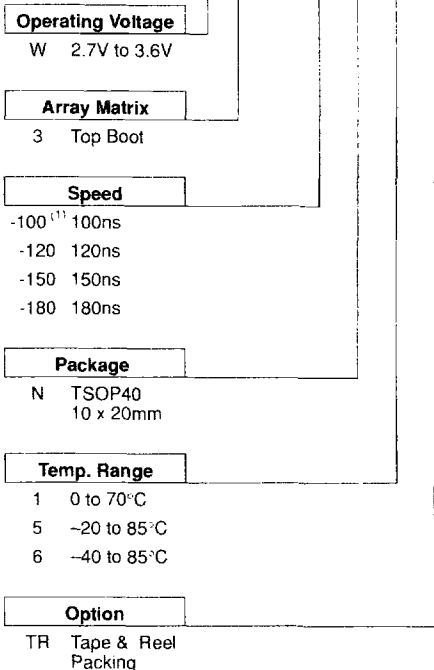 Operating Voltage
W 2.7V to 3.6V
Array Matrix
3 Top Boot
Speed
-100 (1) 100ns
-120 120ns
-150 150ns
-180 180ns
Package
N TSOP40
10 x 20mm
Temp. Range
1 0 to 70°C
5 –20 to 85°C
6 –40 to 85°C
Option
TR Tape & Reel
Packing